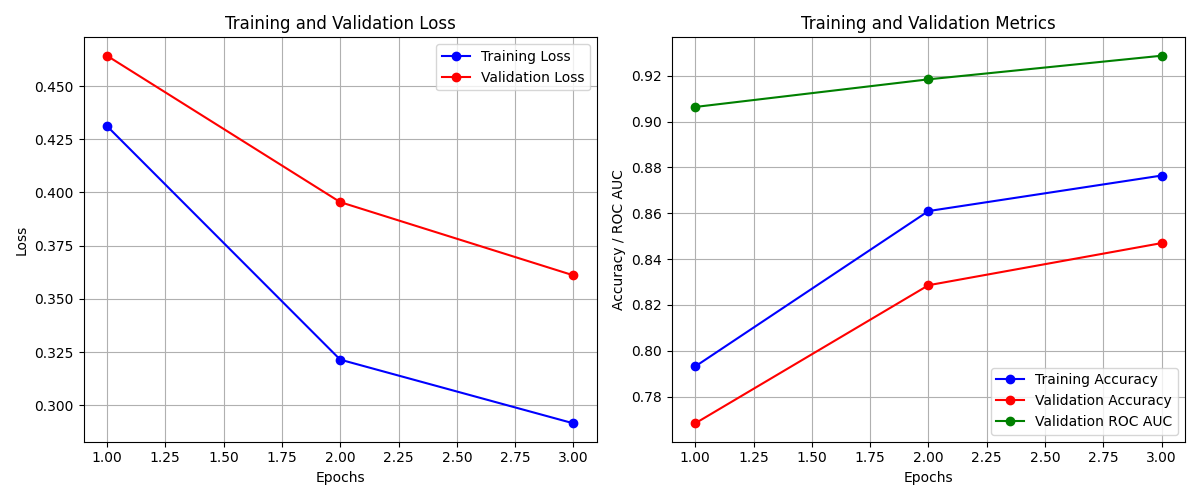 Training and Validation Loss
Training Loss
Validation Loss
0.450
0.425
0.400
0.375
0.350
0.325
0.300
Loss
1.00 1.25 1.50 1.75 2.00 2.25 2.50 2.75 3.00
Epochs
Training and Validation Metrics
0.92
0.90
0.88
0.86
0.84
0.82
0.80
0.78
Accuracy / ROC AUC
Training Accuracy
Validation Accuracy
Validation ROC AUC
1.00 1.25 1.50 1.75 2.00 2.25 2.50 2.75 3.00
Epochs